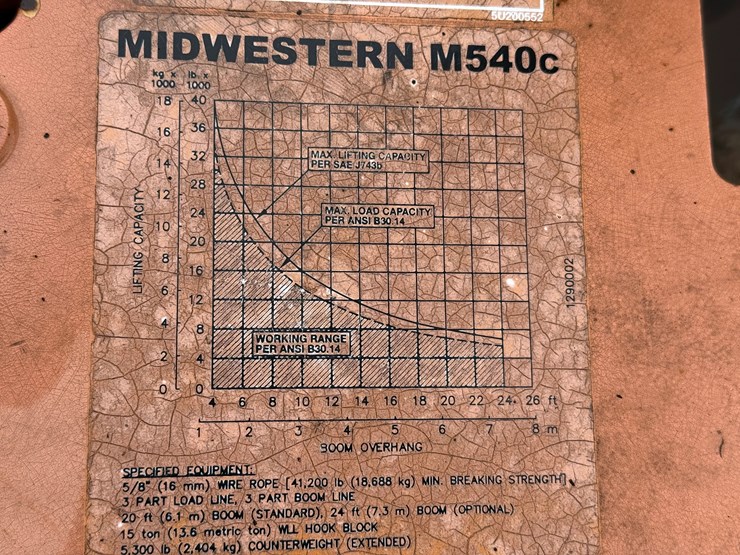 5U200552
MIDWESTERN M540c
kg x lb. x
1000 1000
18 40
36
16
14 32
28
12
24
10
20
8
16
6
12
4
8
2
4
0 0
LIFTING CAPACITY
MAX. LIFTING CAPACITY
PER SAE J743b
MAX. LOAD CAPACITY
PER ANSI B30.14
WORKING RANGE
PER ANSI B30.14
1290002
4 6 8 10 12 14 16 18 20 22 24 26 ft
1 2 3 4 5 6 7 8 m
BOOM OVERHANG
SPECIFIED EQUIPMENT:
5/8" (16 mm) WIRE ROPE [41,200 lb (18,688 kg) MIN. BREAKING STRENGTH]
3 PART LOAD LINE, 3 PART BOOM LINE
20 ft (6.1 m) BOOM (STANDARD), 24 ft (7.3 m) BOOM (OPTIONAL)
15 ton (13.6 metric ton) WLL HOOK BLOCK
5,300 lb (2,404 kg) COUNTERWEIGHT (EXTENDED)